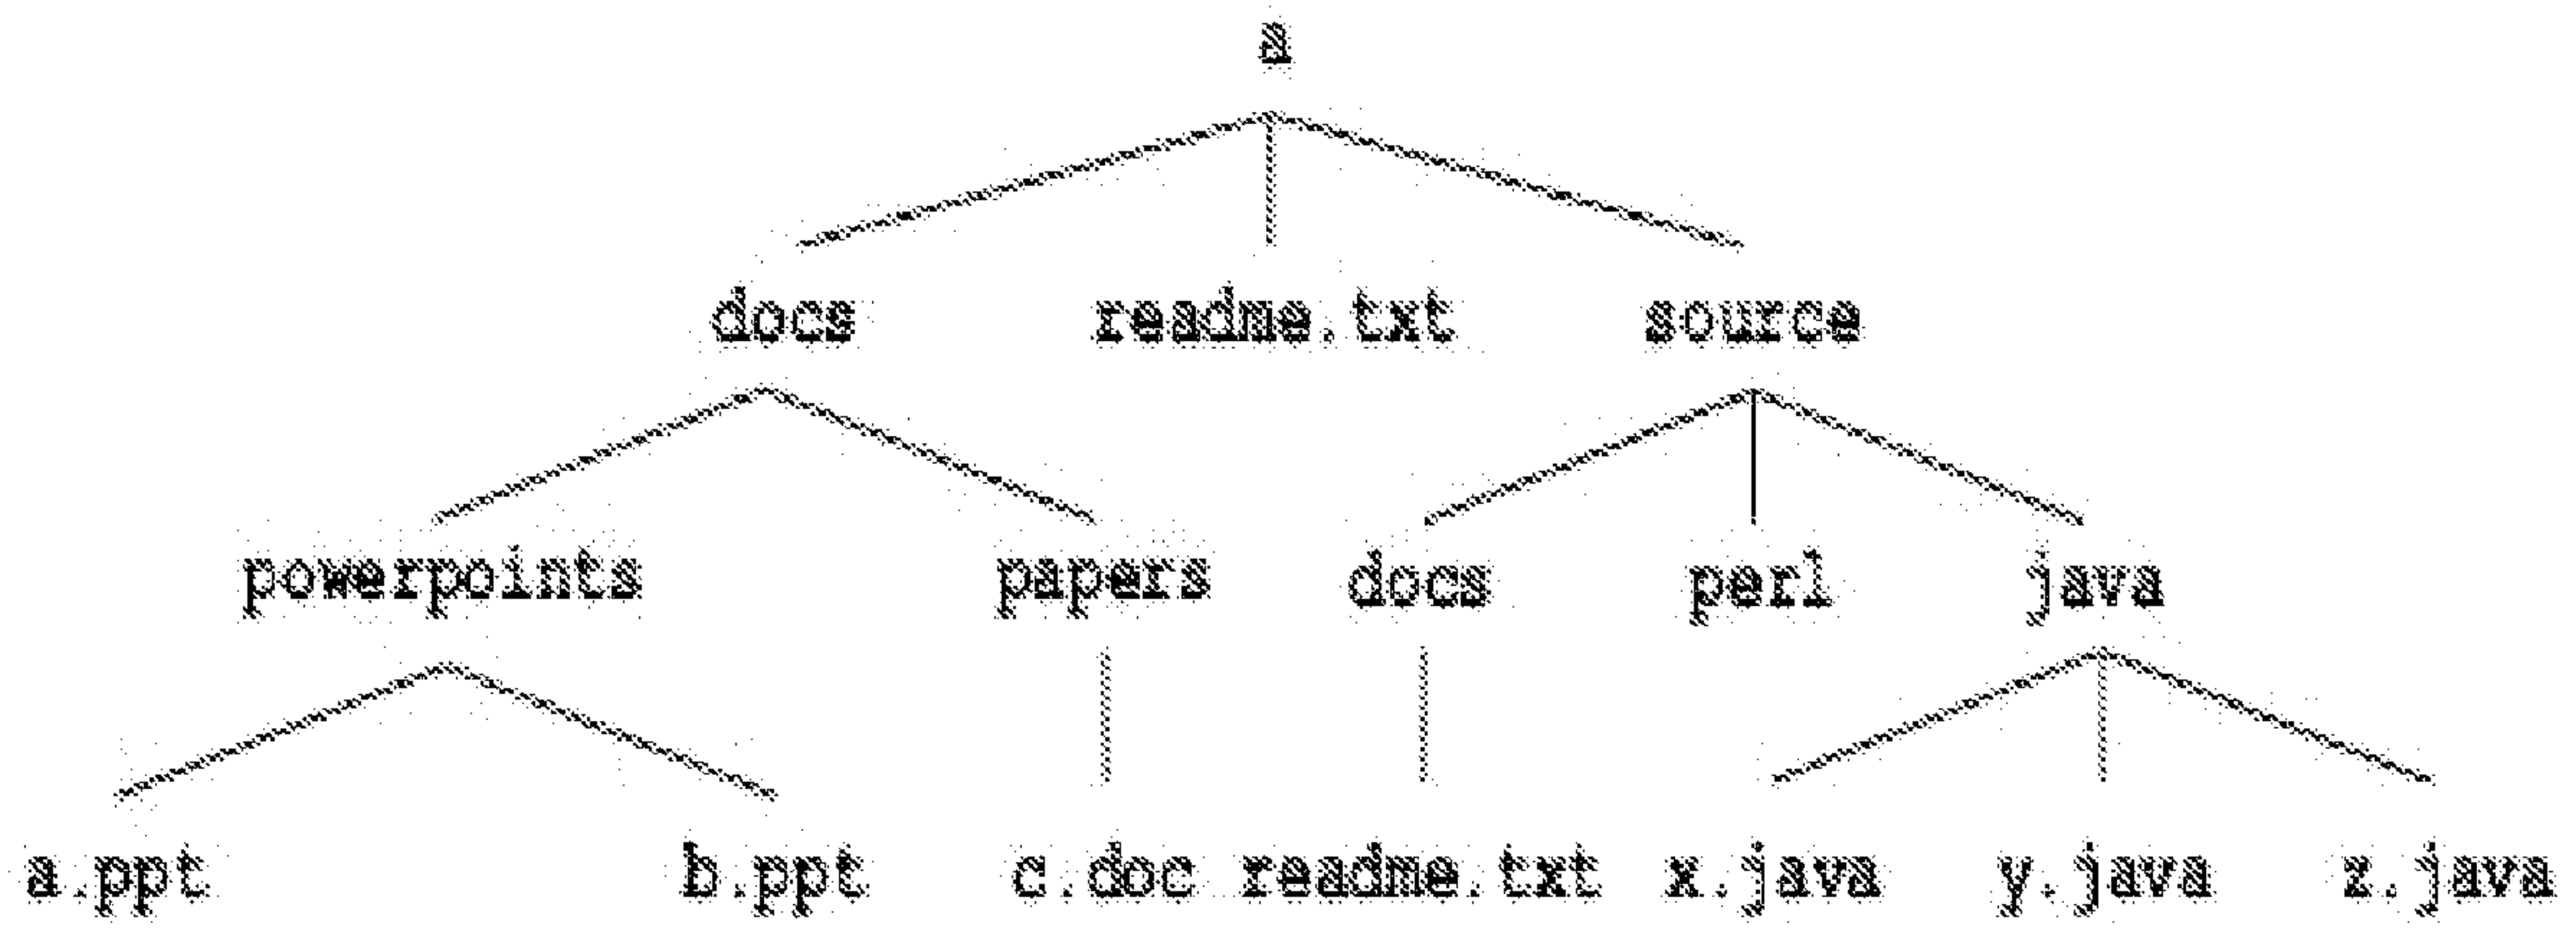 a
docs readme.txt source
powerpoints papers docs perl java
a.ppt b.ppt c.doc readme.txt x.java y.java z.java